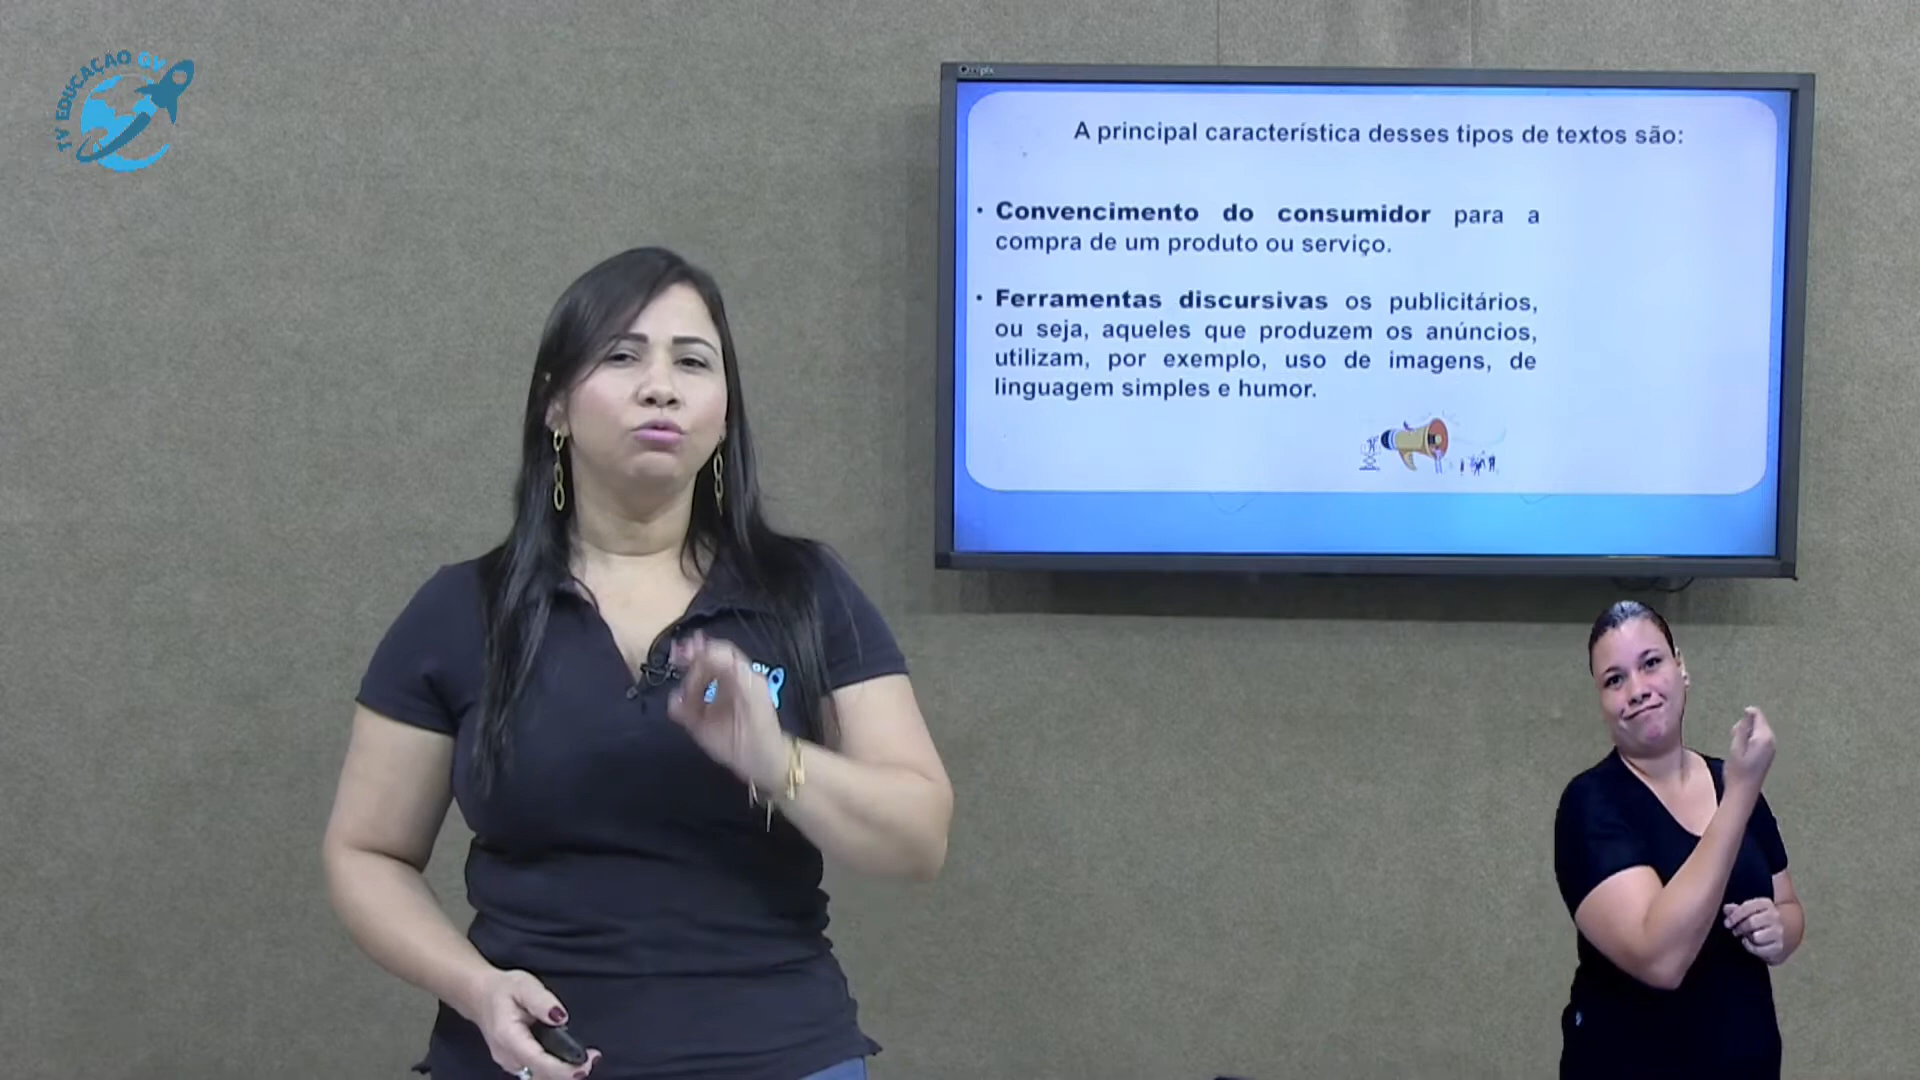 TV EDUCAÇÃO GV
A principal característica desses tipos de textos são:
• Convencimento do consumidor para a
compra de um produto ou serviço.
• Ferramentas discursivas os publicitários,
ou seja, aqueles que produzem os anúncios,
utilizam, por exemplo, uso de imagens, de
linguagem simples e humor.
GV